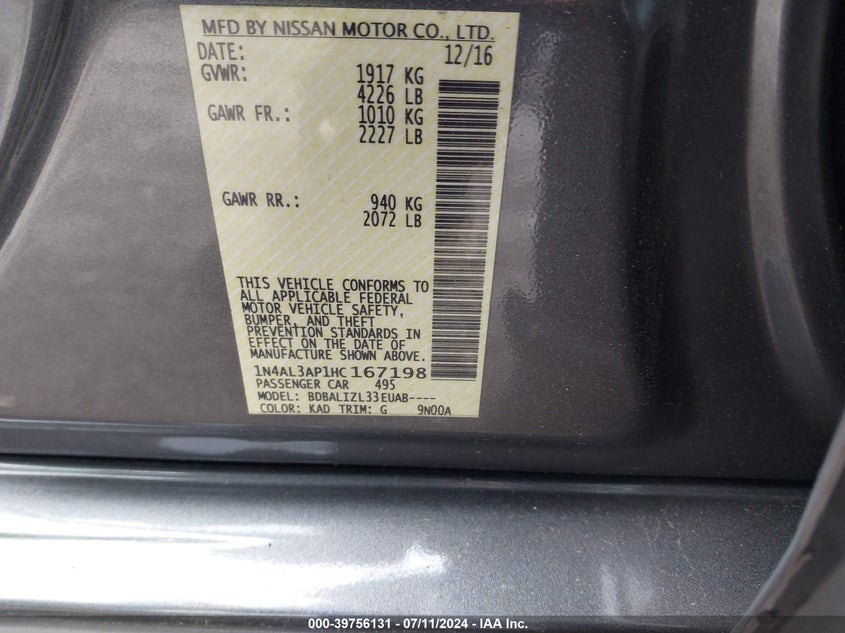 MFD BY NISSAN MOTOR CO., LTD.
DATE: 12/16
GVWR: 1917 KG
4226 LB
GAWR FR.: 1010 KG
2227 LB
GAWR RR.: 940 KG
2072 LB
THIS VEHICLE CONFORMS TO
ALL APPLICABLE FEDERAL
MOTOR VEHICLE SAFETY,
BUMPER, AND THEFT
PREVENTION STANDARDS IN
EFFECT ON THE DATE OF
MANUFACTURE SHOWN ABOVE.
1N4AL3AP1HC167198
PASSENGER CAR 495
MODEL: BDBALIZL33EUAB----
COLOR: KAD TRIM: G 9N00A
000-39756131 - 07/11/2024 - IAA Inc.